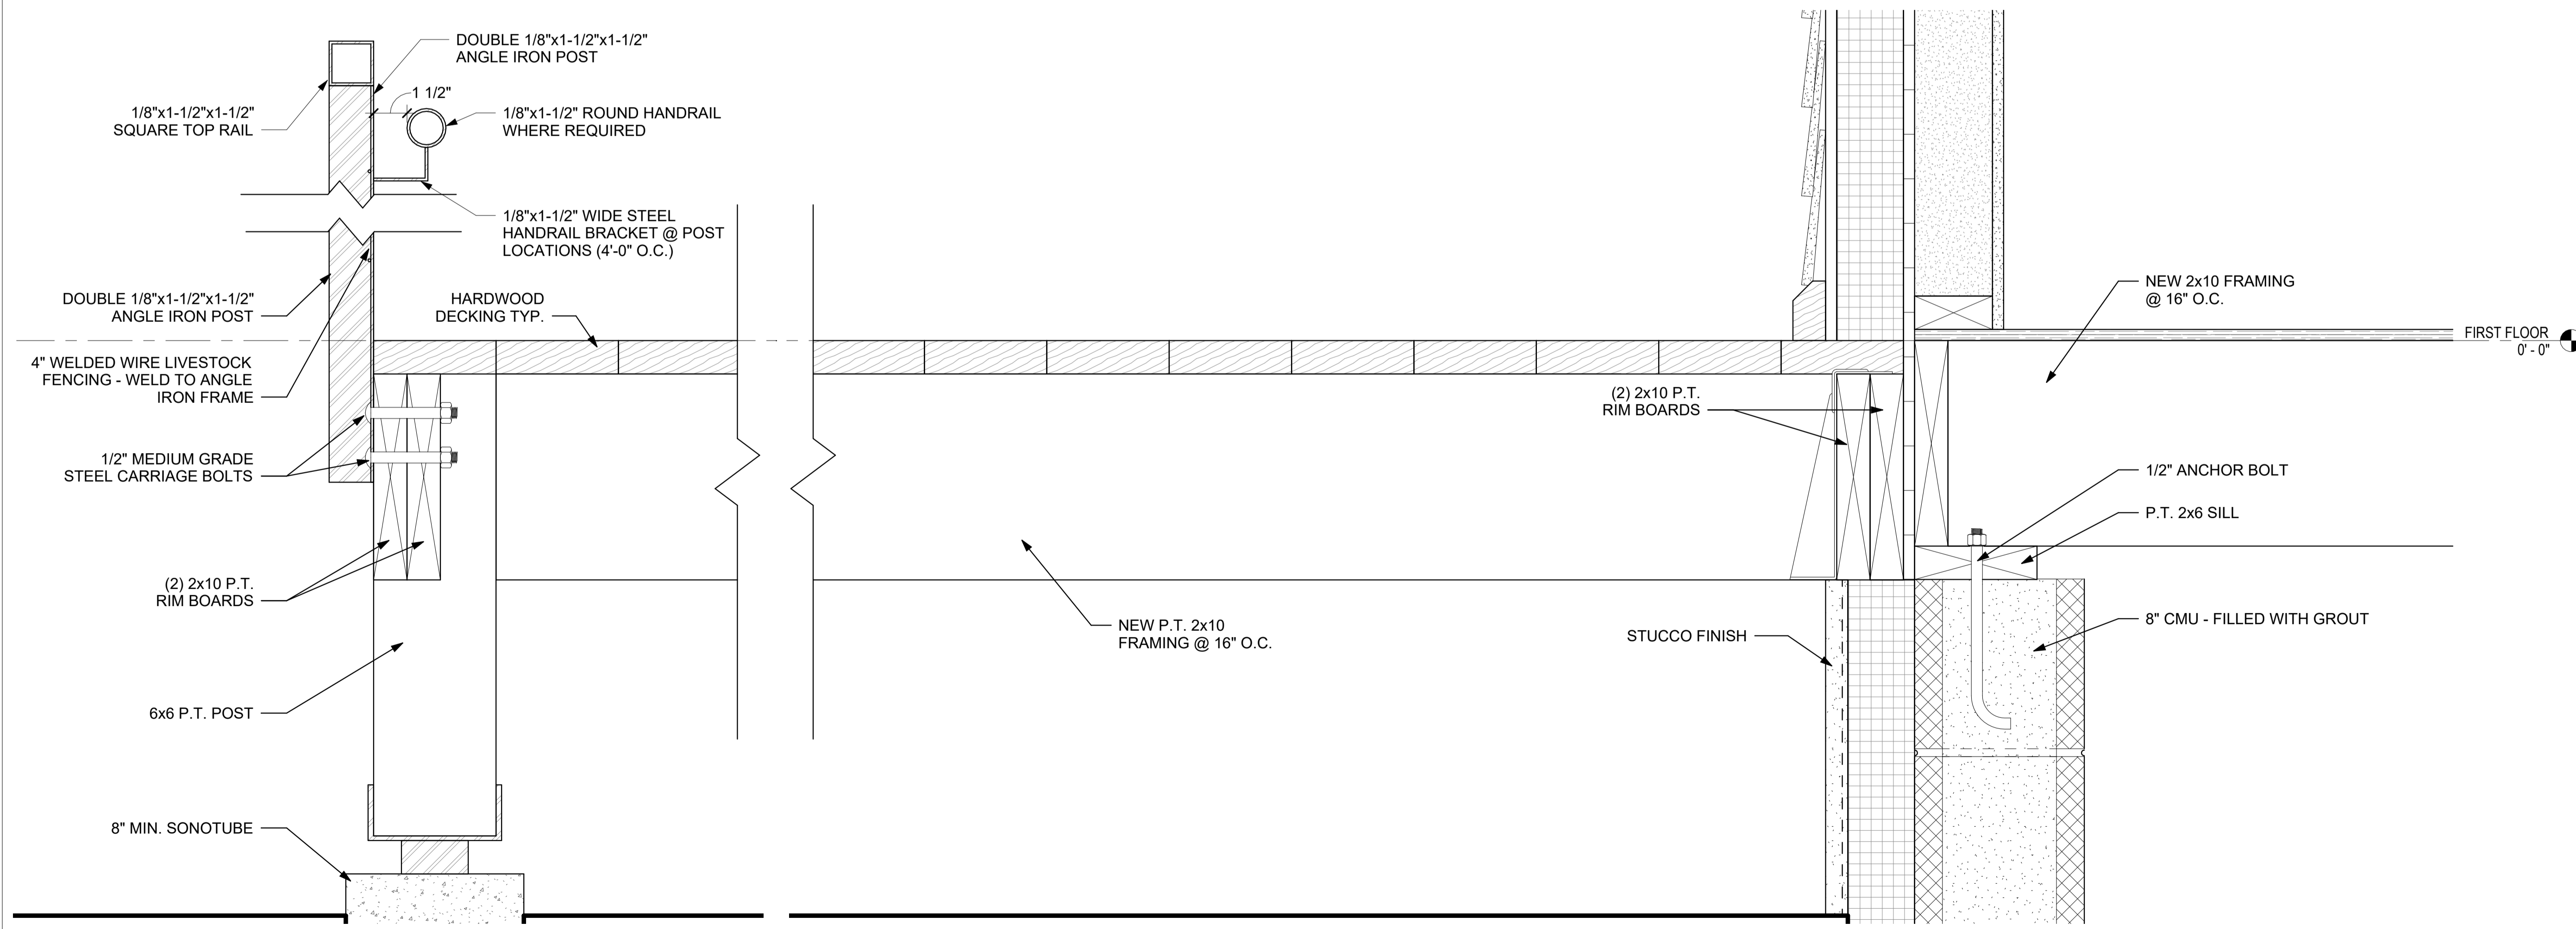 DOUBLE 1/8"x1-1/2"x1-1/2"
ANGLE IRON POST
1 1/2"
1/8"x1-1/2"x1-1/2"
SQUARE TOP RAIL
1/8"x1-1/2" ROUND HANDRAIL
WHERE REQUIRED
1/8"x1-1/2" WIDE STEEL
HANDRAIL BRACKET @ POST
LOCATIONS (4'-0" O.C.)
DOUBLE 1/8"x1-1/2"x1-1/2"
ANGLE IRON POST
HARDWOOD
DECKING TYP.
4" WELDED WIRE LIVESTOCK
FENCING - WELD TO ANGLE
IRON FRAME
1/2" MEDIUM GRADE
STEEL CARRIAGE BOLTS
(2) 2x10 P.T.
RIM BOARDS
6x6 P.T. POST
8" MIN. SONOTUBE
NEW P.T. 2x10
FRAMING @ 16" O.C.
(2) 2x10 P.T.
RIM BOARDS
STUCCO FINISH
NEW 2x10 FRAMING
@ 16" O.C.
FIRST FLOOR
0' - 0"
1/2" ANCHOR BOLT
P.T. 2x6 SILL
8" CMU - FILLED WITH GROUT